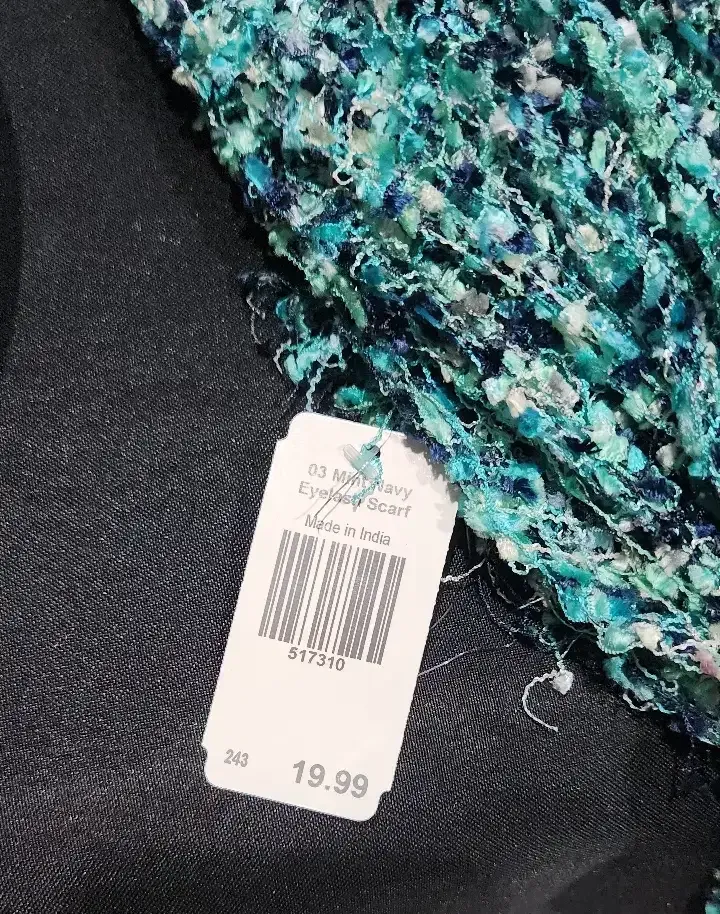 03 Mint Navy
Eyelash Scarf
Made in India
517310
243
19.99